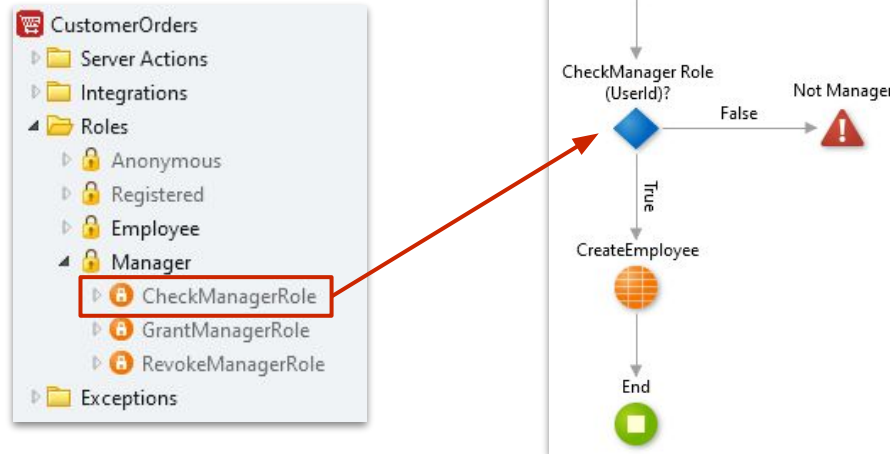 CustomerOrders
Server Actions
Integrations
Roles
Anonymous
Registered
Employee
Manager
CheckManagerRole
GrantManagerRole
RevokeManagerRole
Exceptions
CheckManager Role
(UserId)?
False
Not Manager
True
CreateEmployee
End